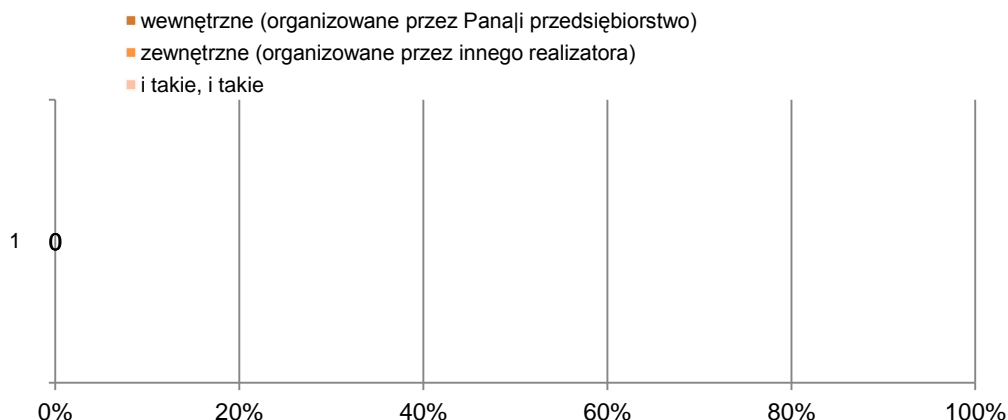 wewnętrzne (organizowane przez Pana|i przedsiębiorstwo)
zewnętrzne (organizowane przez innego realizatora)
i takie, i takie
1 0
0% 20% 40% 60% 80% 100%